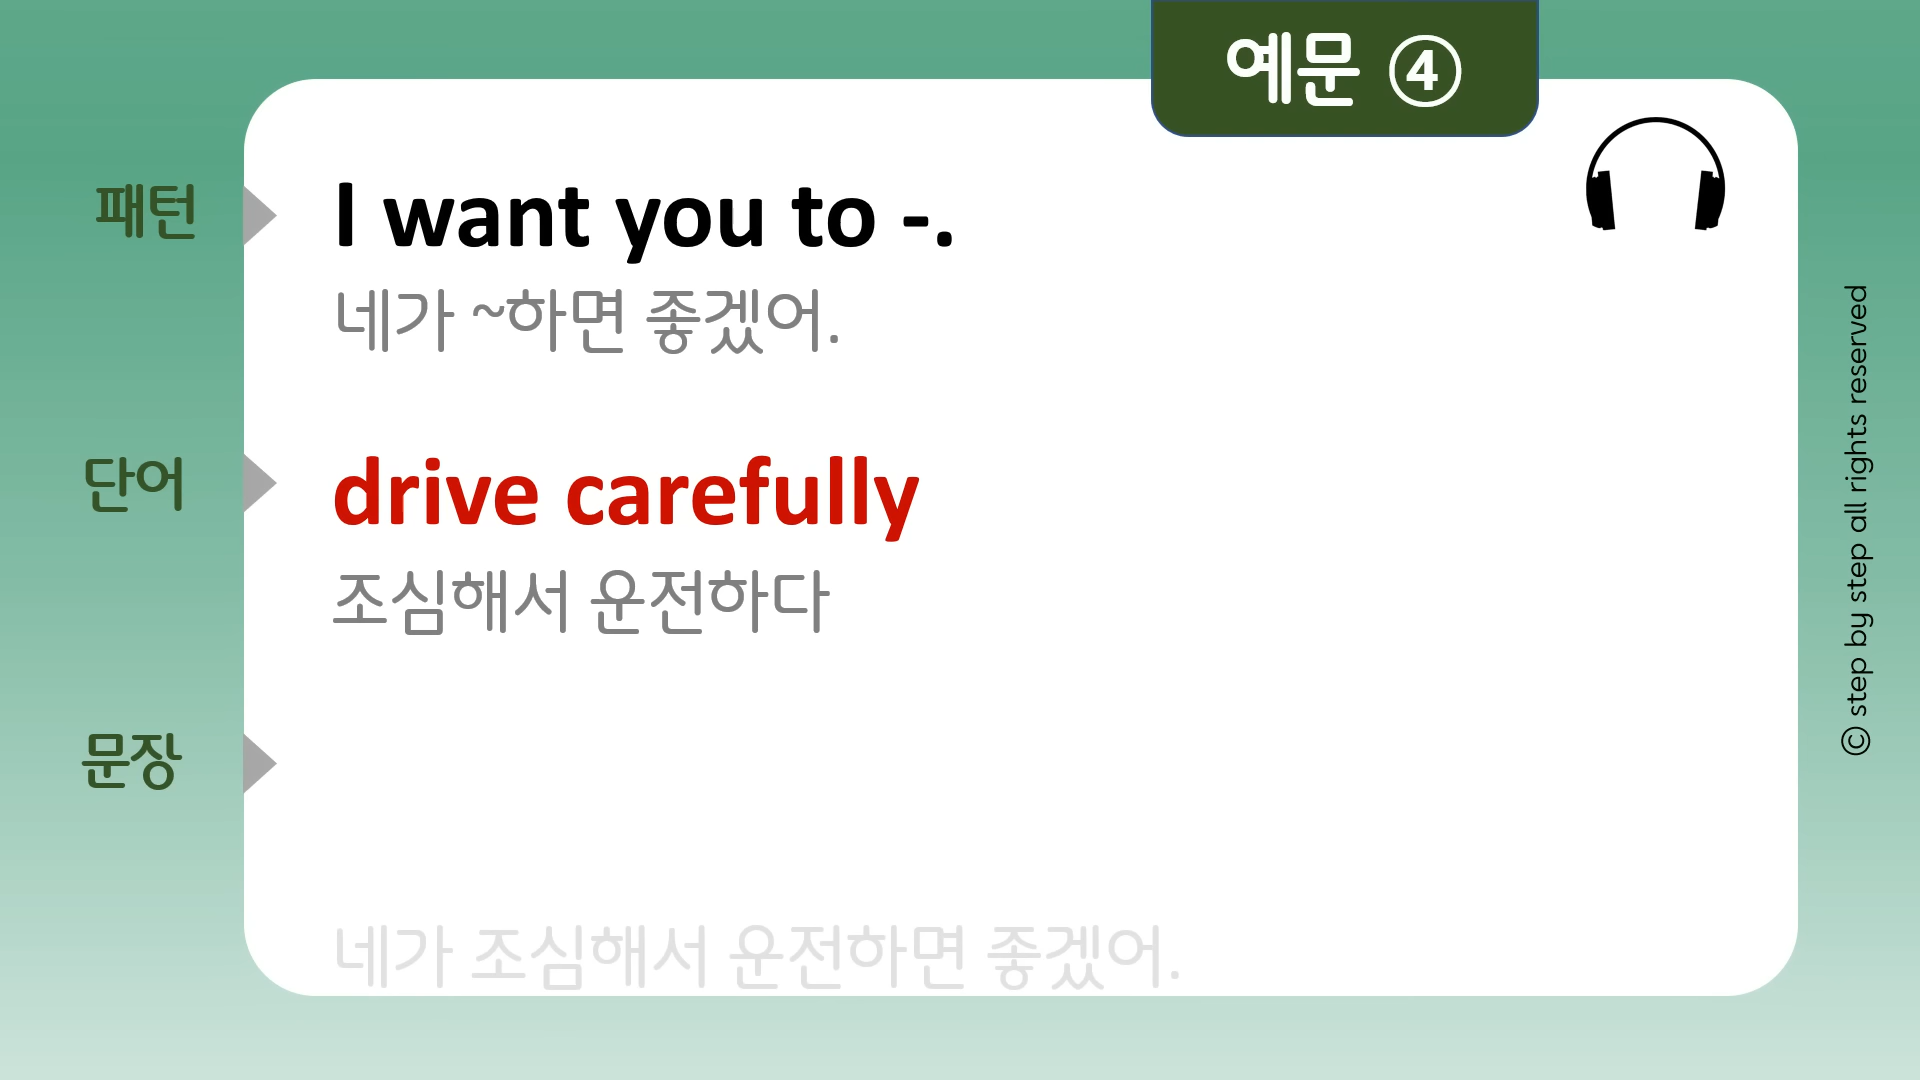 예문 ④
패턴
I want you to -.
네가 ~하면 좋겠어.
단어
drive carefully
조심해서 운전하다
문장
네가 조심해서 운전하면 좋겠어.
© step by step all rights reserved